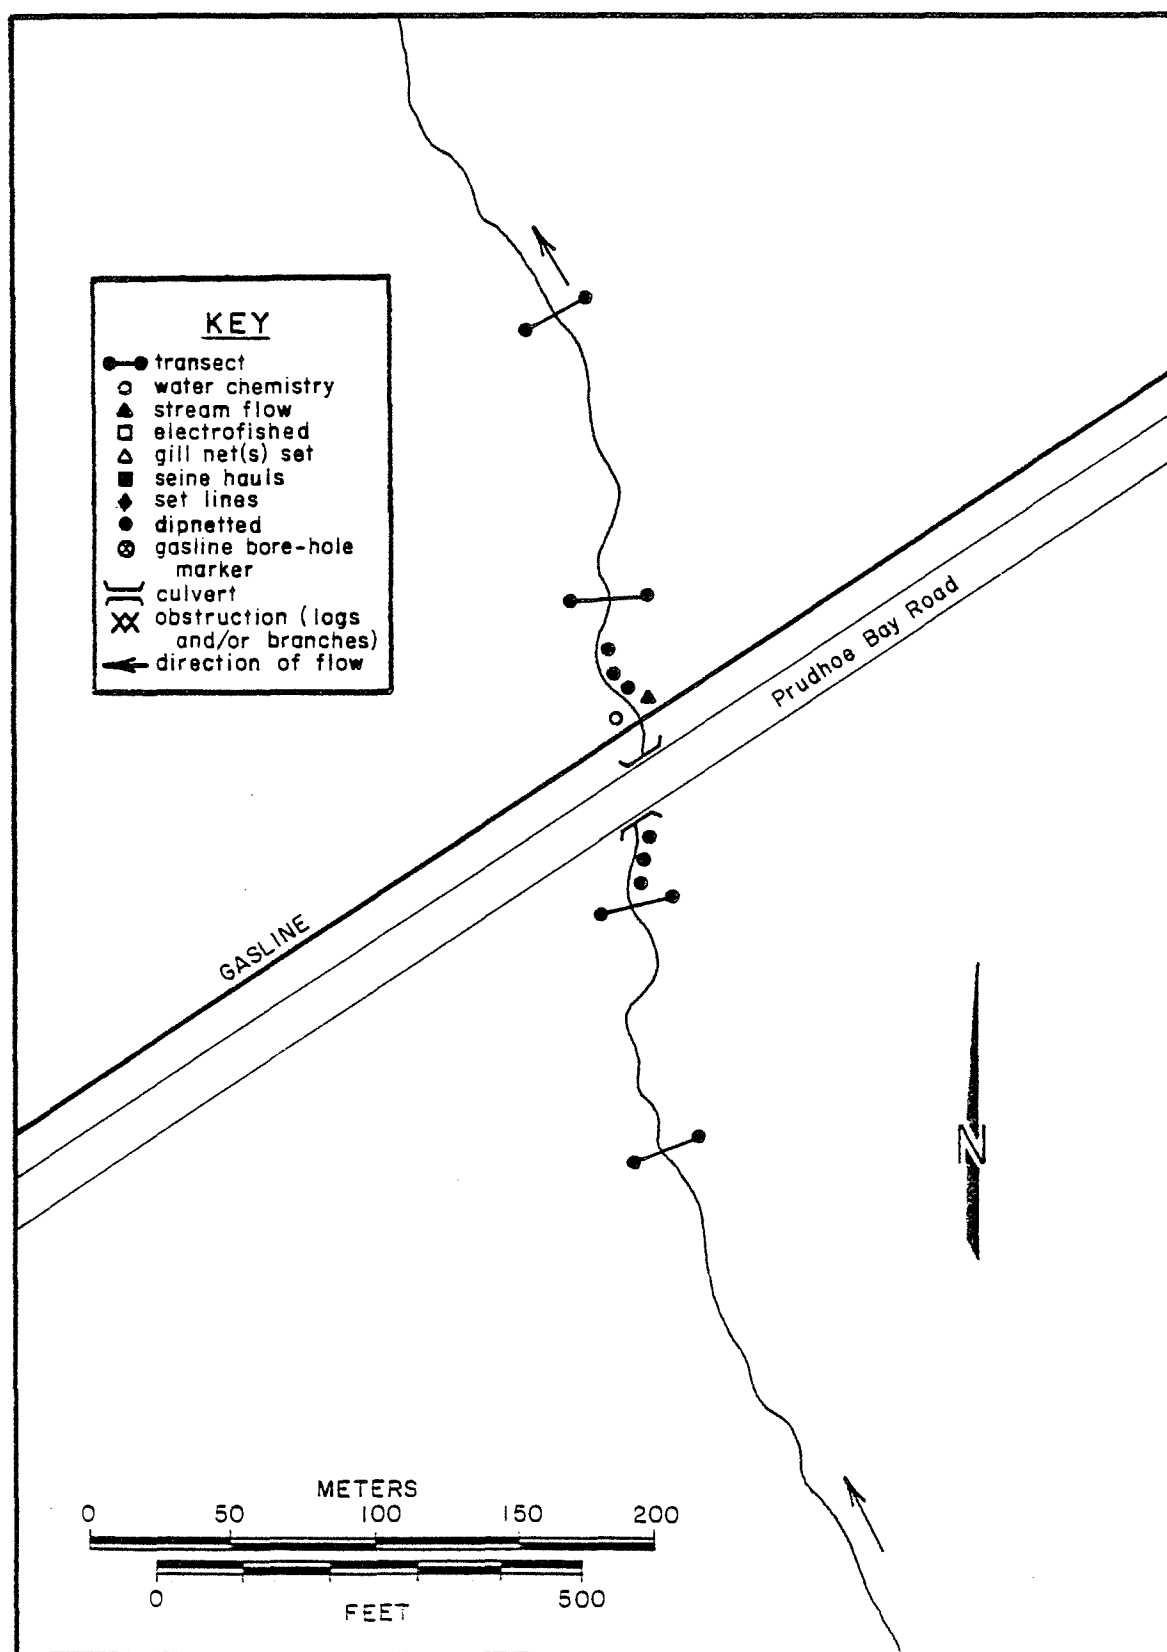 KEY
transect
water chemistry
stream flow
electrofished
gill net(s) set
seine hauls
set lines
dipnetted
gasline bore-hole
marker
culvert
obstruction (logs
and/or branches)
direction of flow
Prudhoe Bay Road
GASLINE
N
METERS
0 50 100 150 200
0 500
FEET